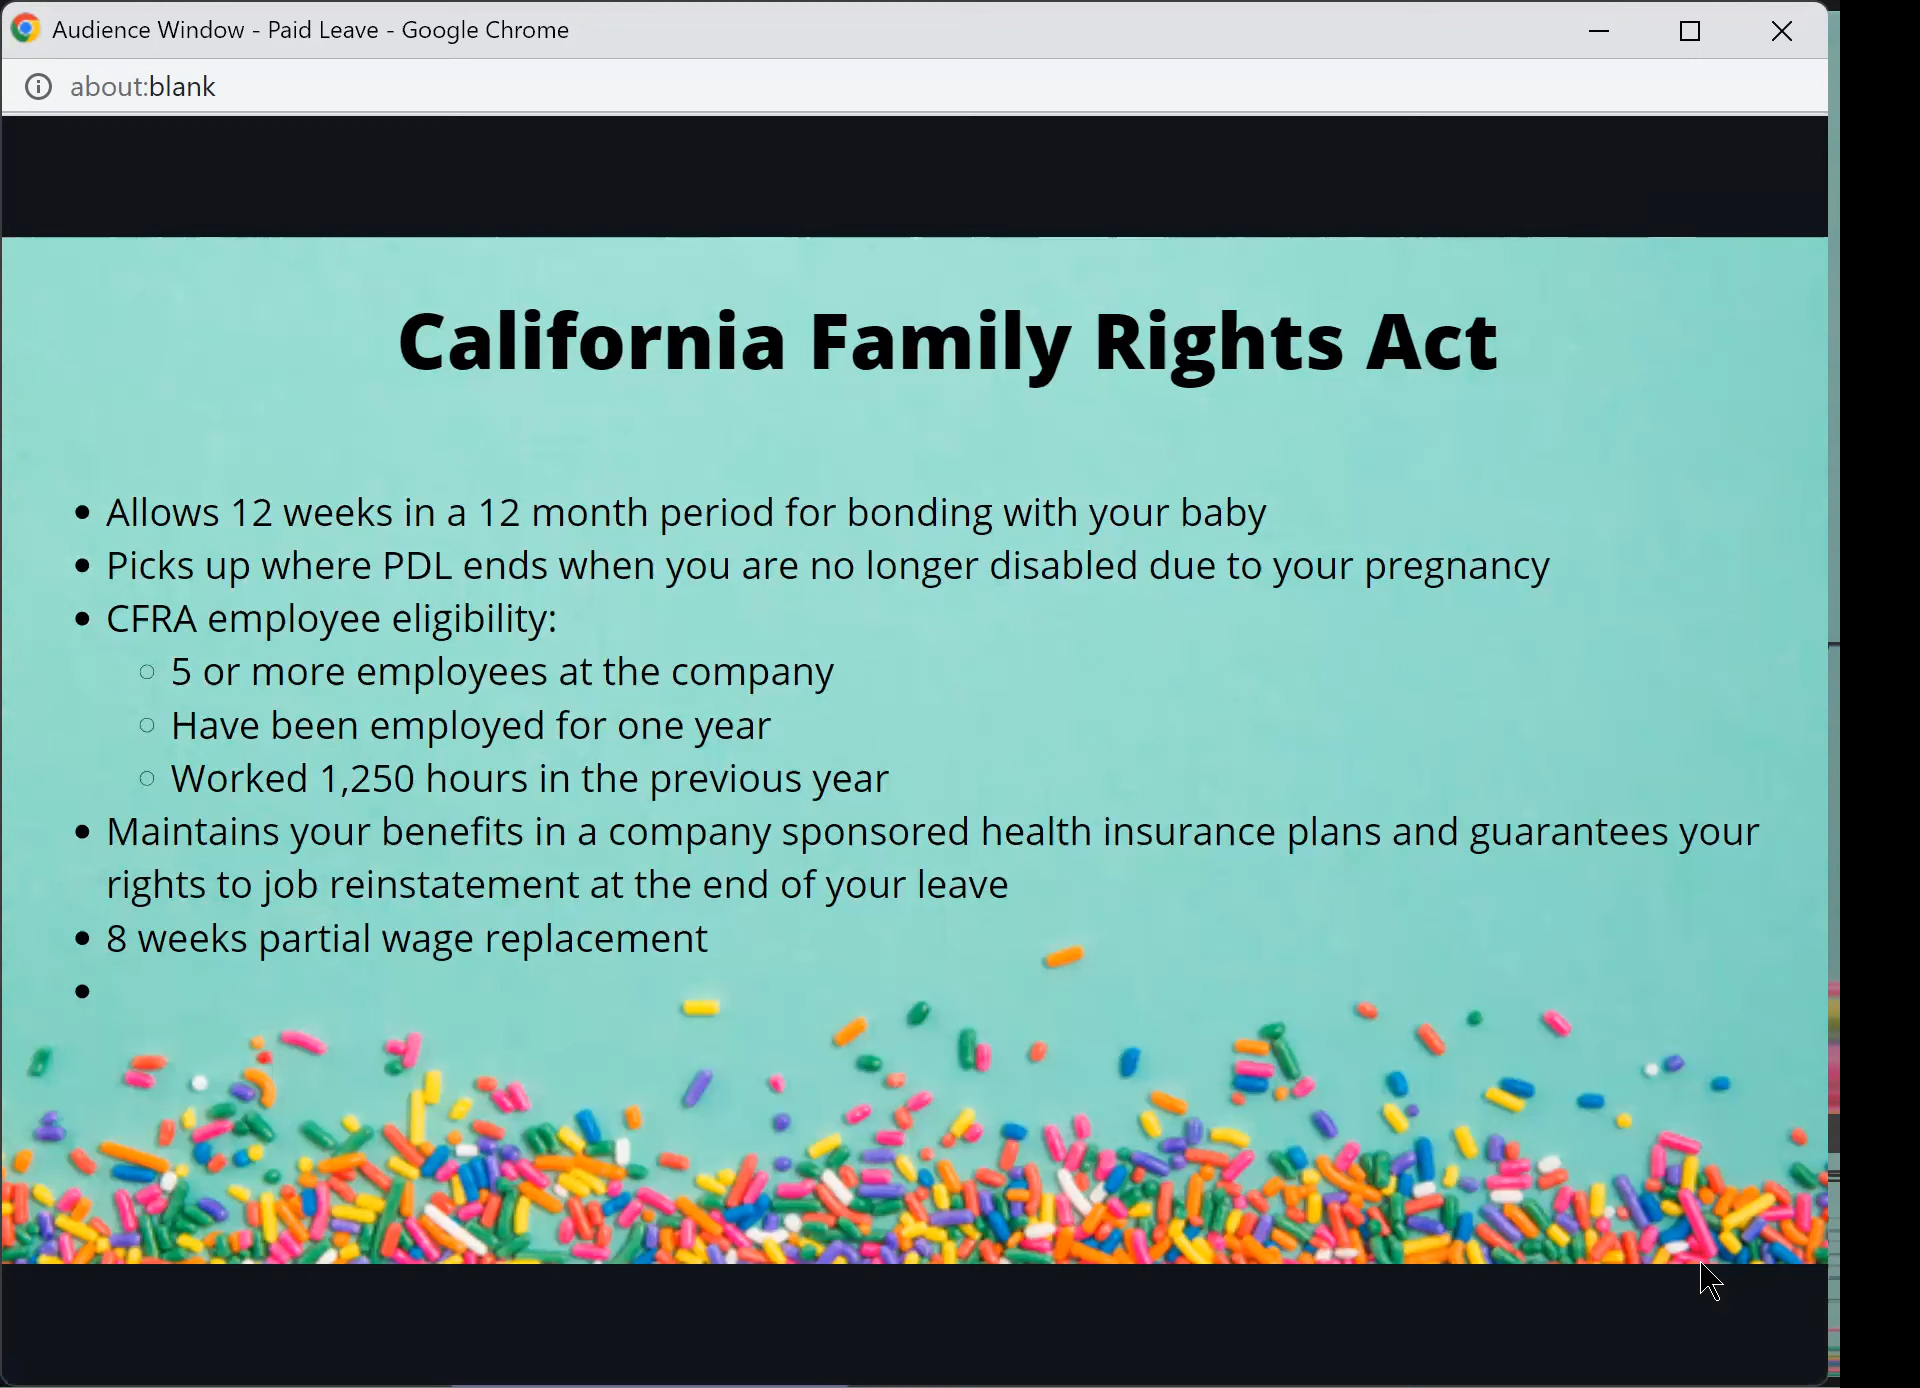 Audience Window - Paid Leave - Google Chrome
about:blank
California Family Rights Act
• Allows 12 weeks in a 12 month period for bonding with your baby
• Picks up where PDL ends when you are no longer disabled due to your pregnancy
• CFRA employee eligibility:
○ 5 or more employees at the company
○ Have been employed for one year
○ Worked 1,250 hours in the previous year
• Maintains your benefits in a company sponsored health insurance plans and guarantees your
rights to job reinstatement at the end of your leave
• 8 weeks partial wage replacement
•